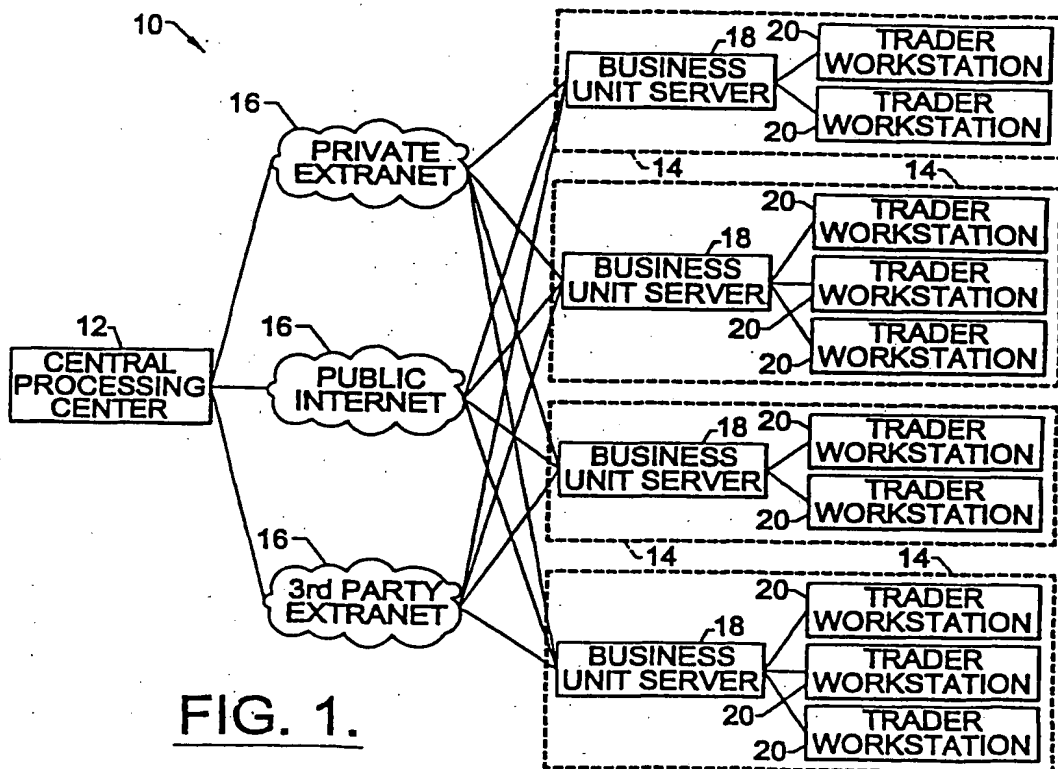 10
16
PRIVATE
EXTRANET
12
CENTRAL
PROCESSING
CENTER
16
PUBLIC
INTERNET
16
3rd PARTY
EXTRANET
18
BUSINESS
UNIT SERVER
20
TRADER
WORKSTATION
TRADER
WORKSTATION
20
14
14
18
BUSINESS
UNIT SERVER
20
TRADER
WORKSTATION
TRADER
WORKSTATION
20
TRADER
WORKSTATION
20
18
BUSINESS
UNIT SERVER
20
TRADER
WORKSTATION
TRADER
WORKSTATION
20
14
14
18
BUSINESS
UNIT SERVER
20
TRADER
WORKSTATION
TRADER
WORKSTATION
20
TRADER
WORKSTATION
20
FIG. 1.